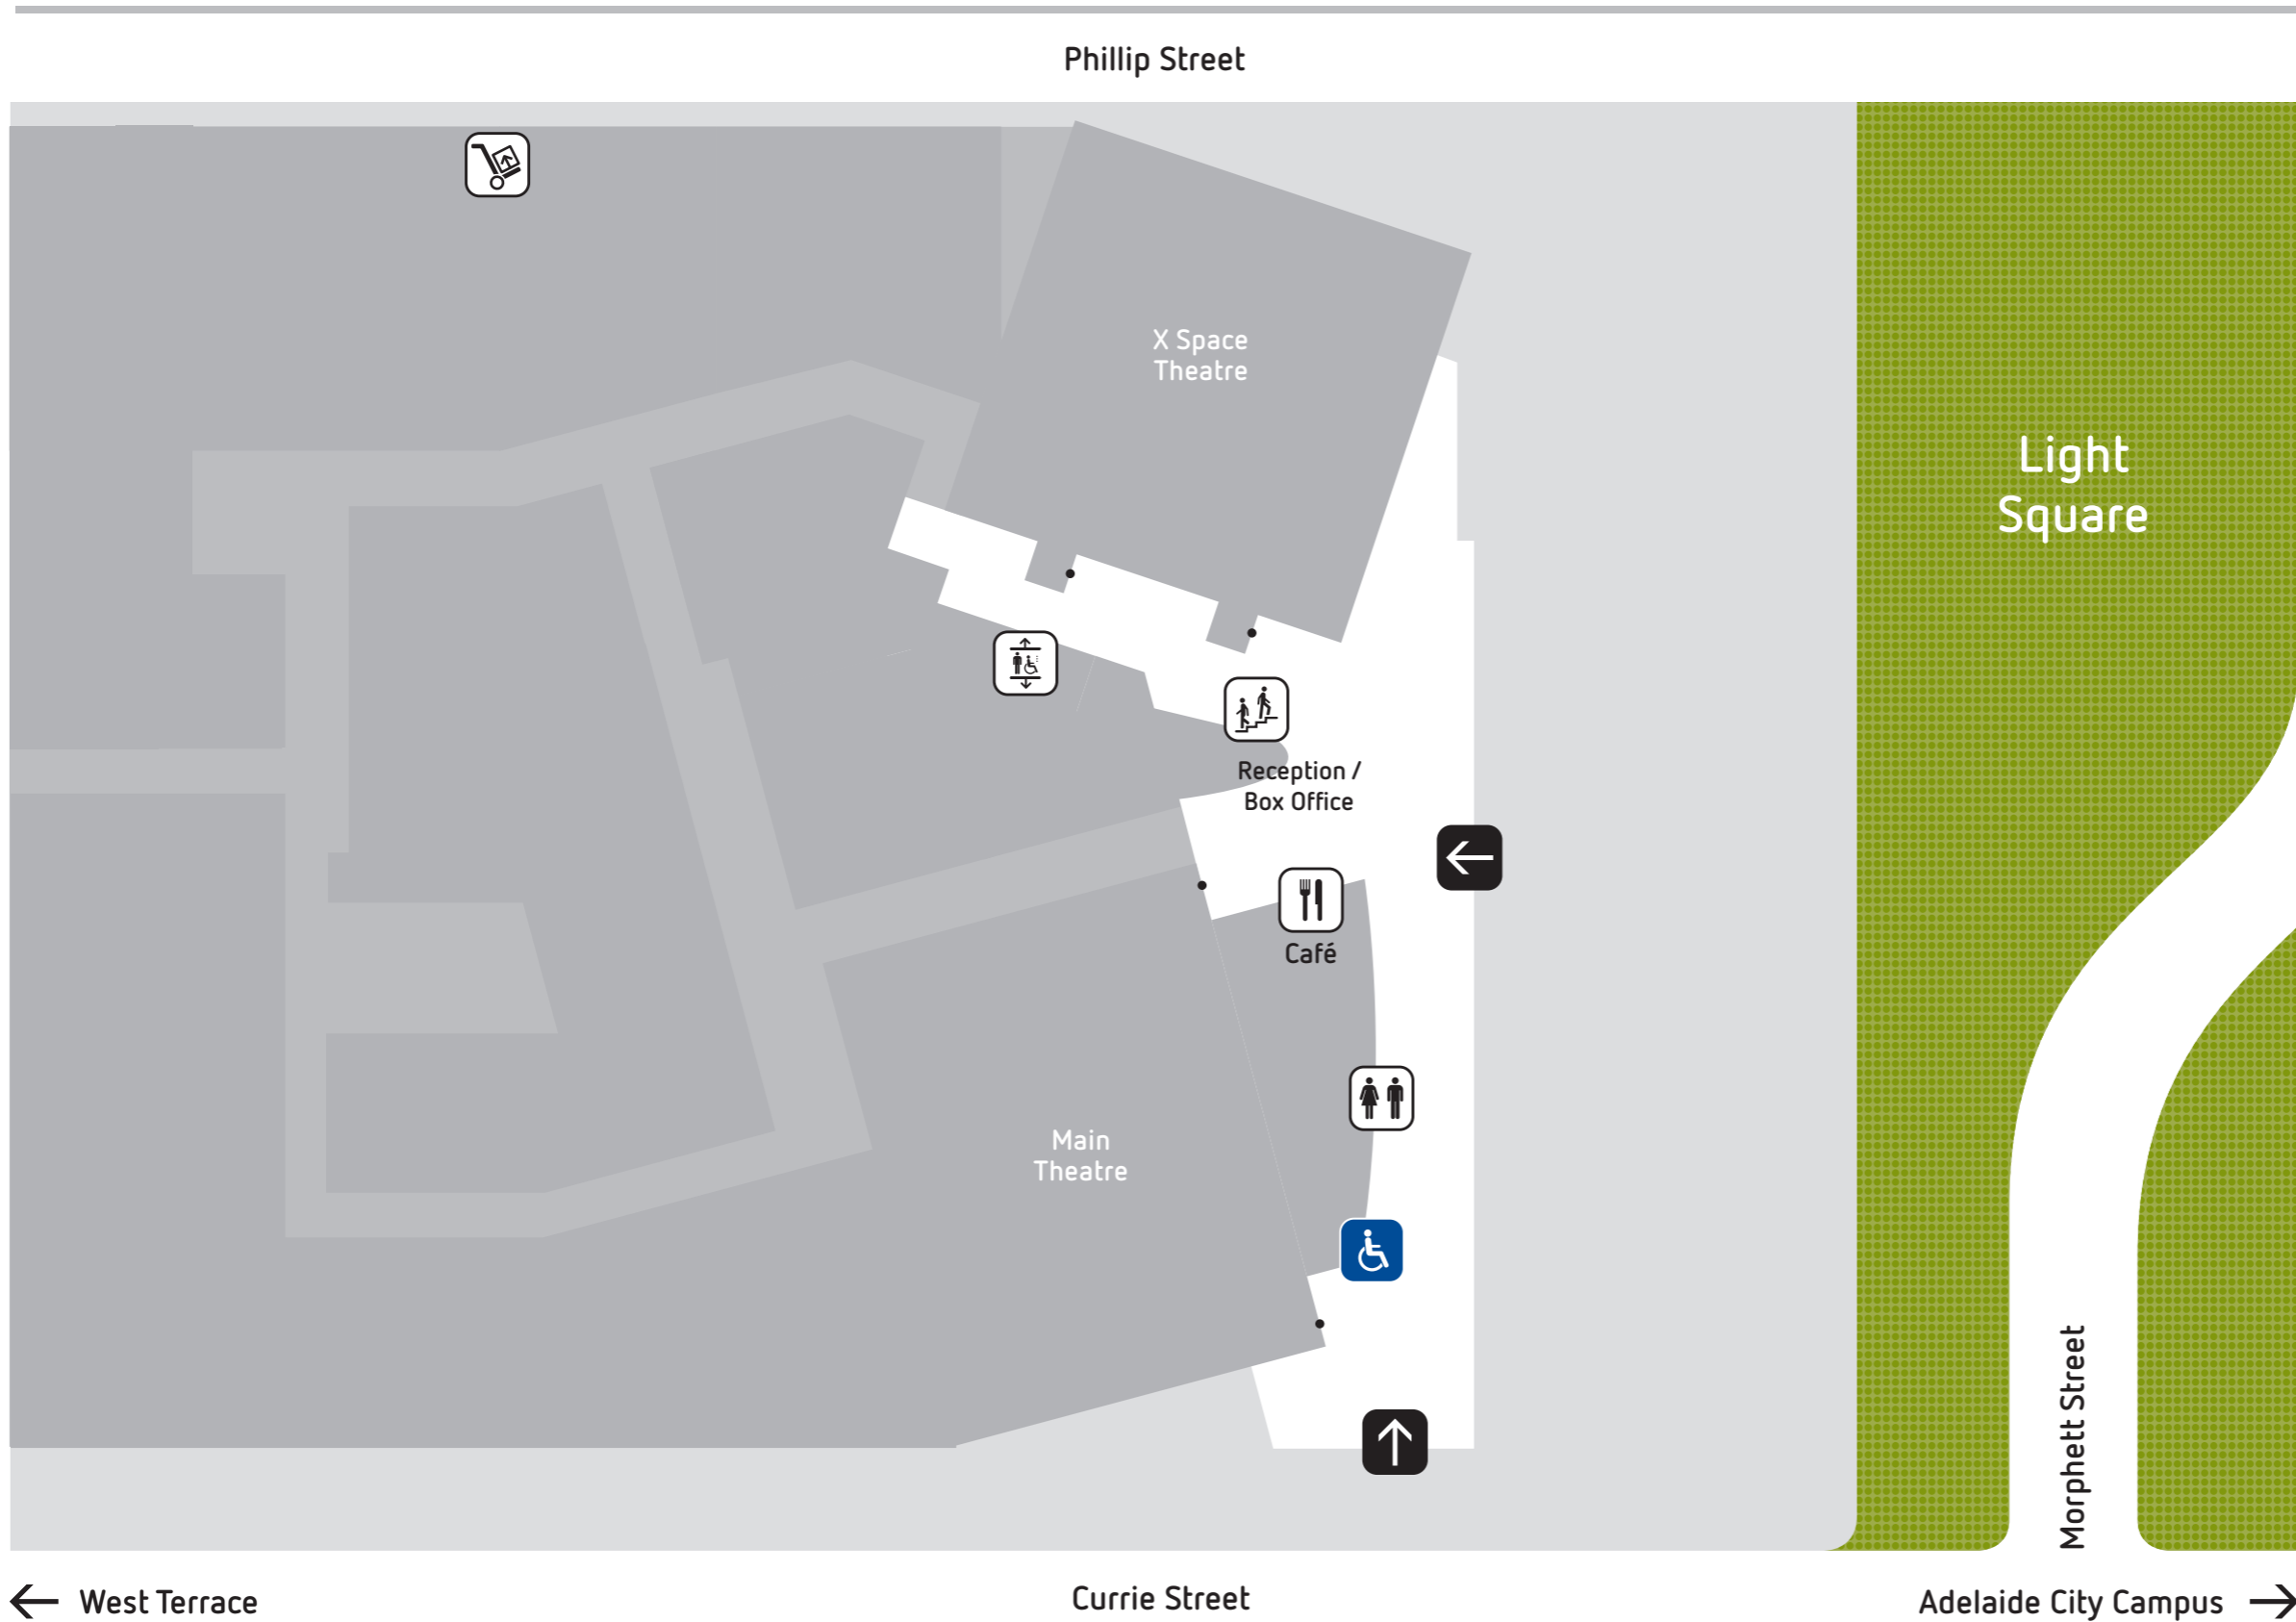 Phillip Street
X Space
Theatre
Light
Square
Reception /
Box Office
Café
Main
Theatre
Morphett Street
West Terrace
Currie Street
Adelaide City Campus